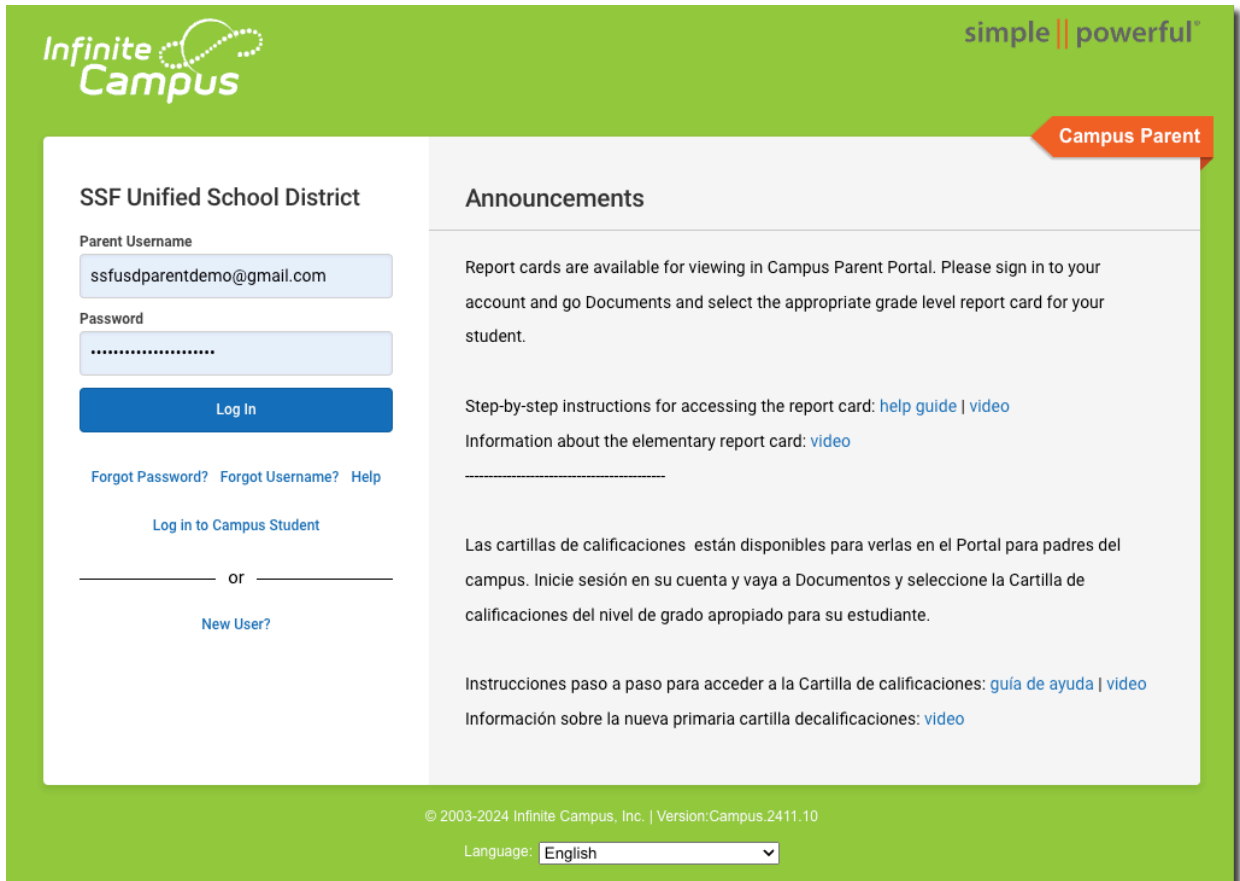 Infinite Campus
simple || powerful®
Campus Parent
SSF Unified School District
Parent Username
ssfusdparentdemo@gmail.com
Password
••••••••••••••••••••••
Log In
Forgot Password? Forgot Username? Help
Log in to Campus Student
or
New User?
Announcements
Report cards are available for viewing in Campus Parent Portal. Please sign in to your
account and go Documents and select the appropriate grade level report card for your
student.
Step-by-step instructions for accessing the report card: help guide | video
Information about the elementary report card: video
------------------------------------------
Las cartillas de calificaciones están disponibles para verlas en el Portal para padres del
campus. Inicie sesión en su cuenta y vaya a Documentos y seleccione la Cartilla de
calificaciones del nivel de grado apropiado para su estudiante.
Instrucciones paso a paso para acceder a la Cartilla de calificaciones: guía de ayuda | video
Información sobre la nueva primaria cartilla decalificaciones: video
© 2003-2024 Infinite Campus, Inc. | Version:Campus.2411.10
Language: English